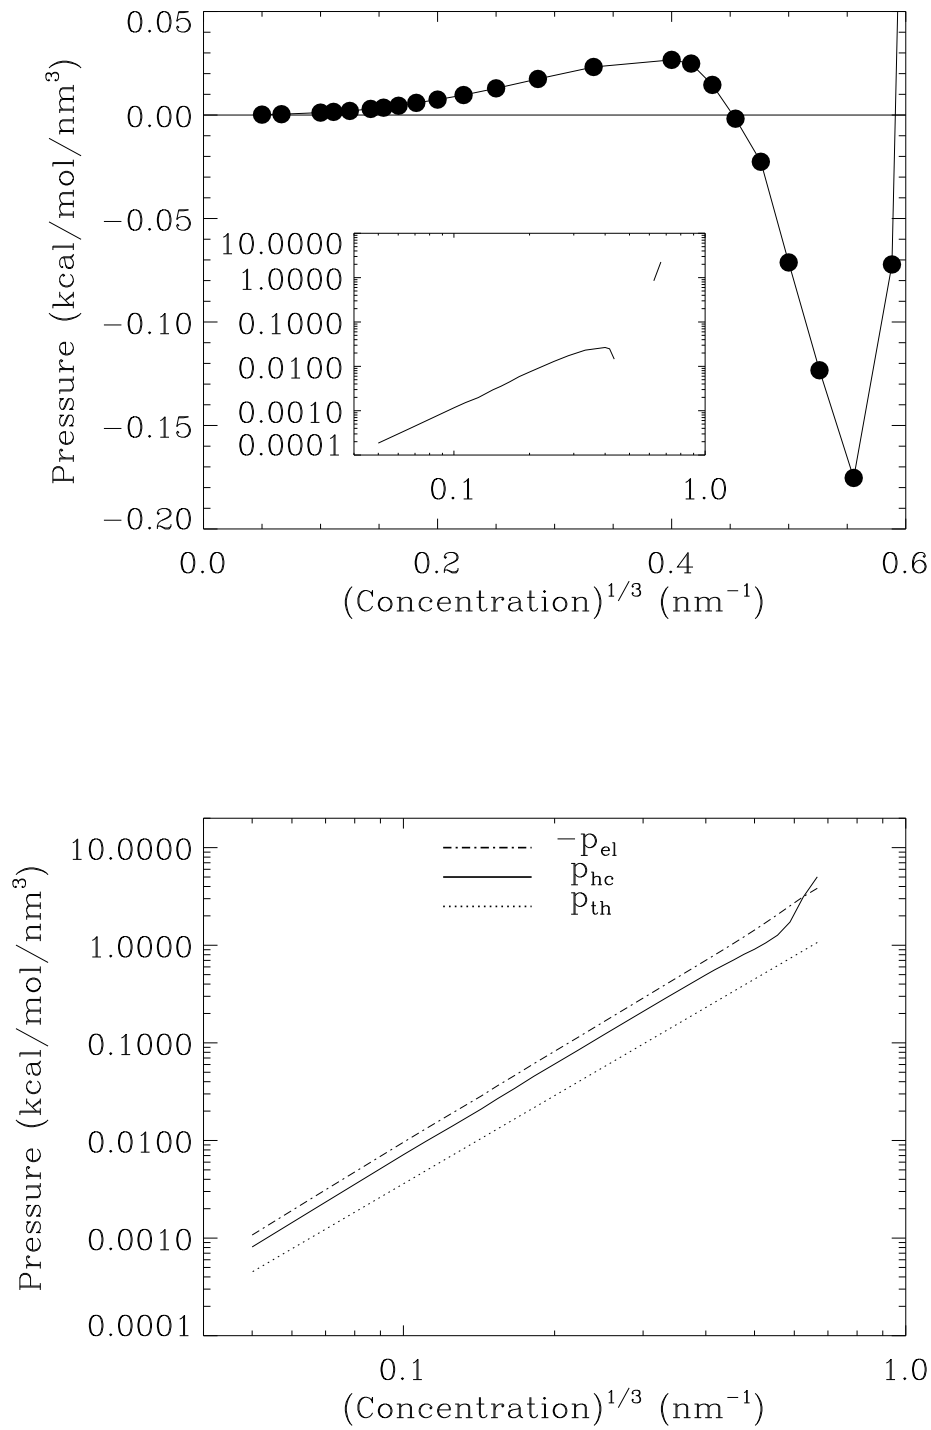 0.05
0.00
−0.05
−0.10
−0.15
−0.20
Pressure (kcal/mol/nm³)
10.0000
1.0000
0.1000
0.0100
0.0010
0.0001
0.1 1.0
0.0 0.2 0.4 0.6
(Concentration)^1/3 (nm⁻¹)
10.0000
1.0000
0.1000
0.0100
0.0010
0.0001
Pressure (kcal/mol/nm³)
−p_el
p_hc
p_th
0.1 1.0
(Concentration)^1/3 (nm⁻¹)